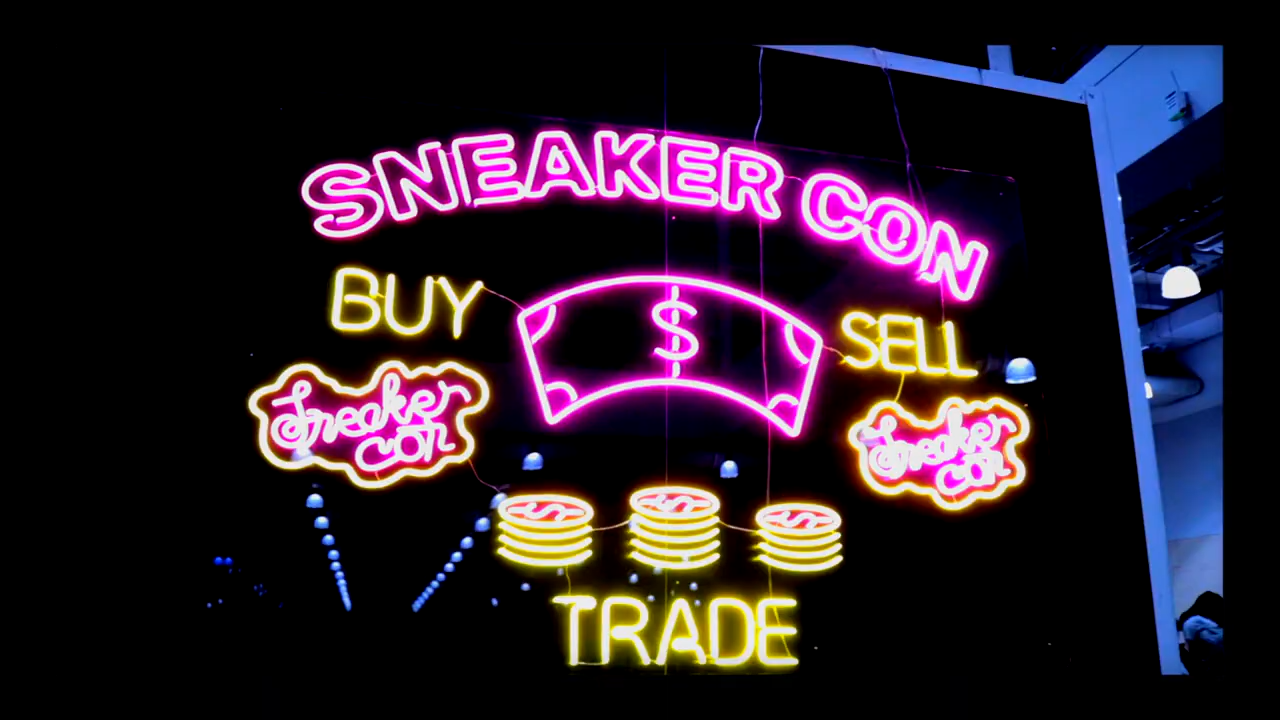 SNEAKER CON
BUY
$
SELL
Sneaker
con
Sneaker
con
$ $ $
TRADE